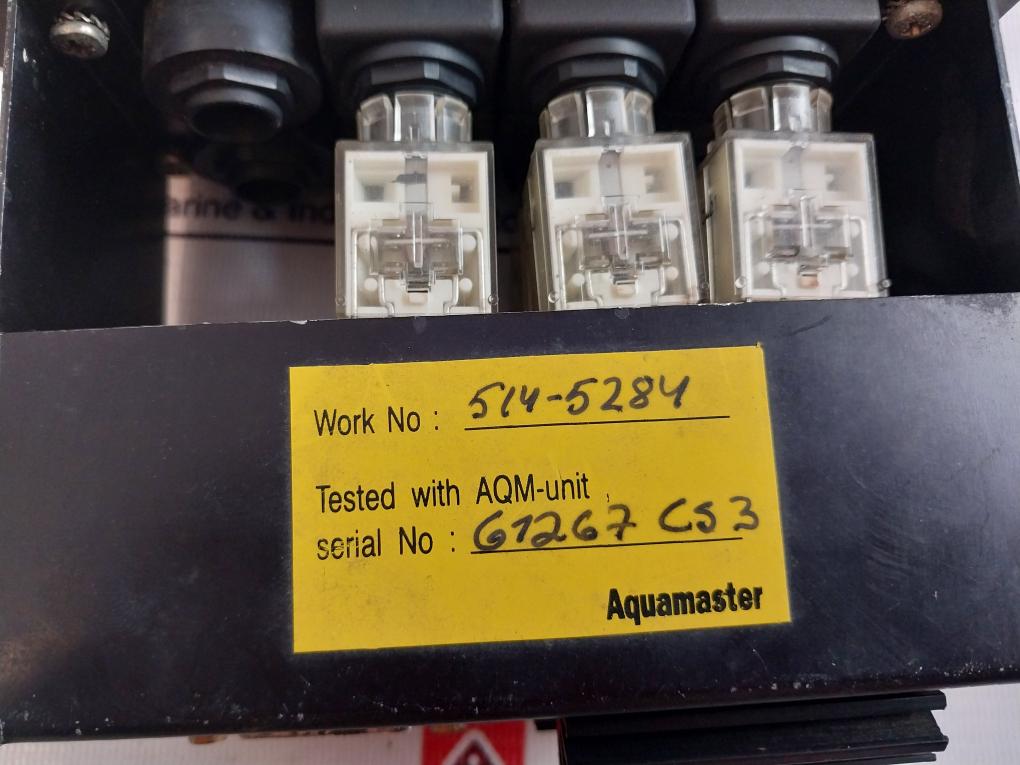 Work No : 514-5284
Tested with AQM-unit
serial No : 61267 CS3
Aquamaster